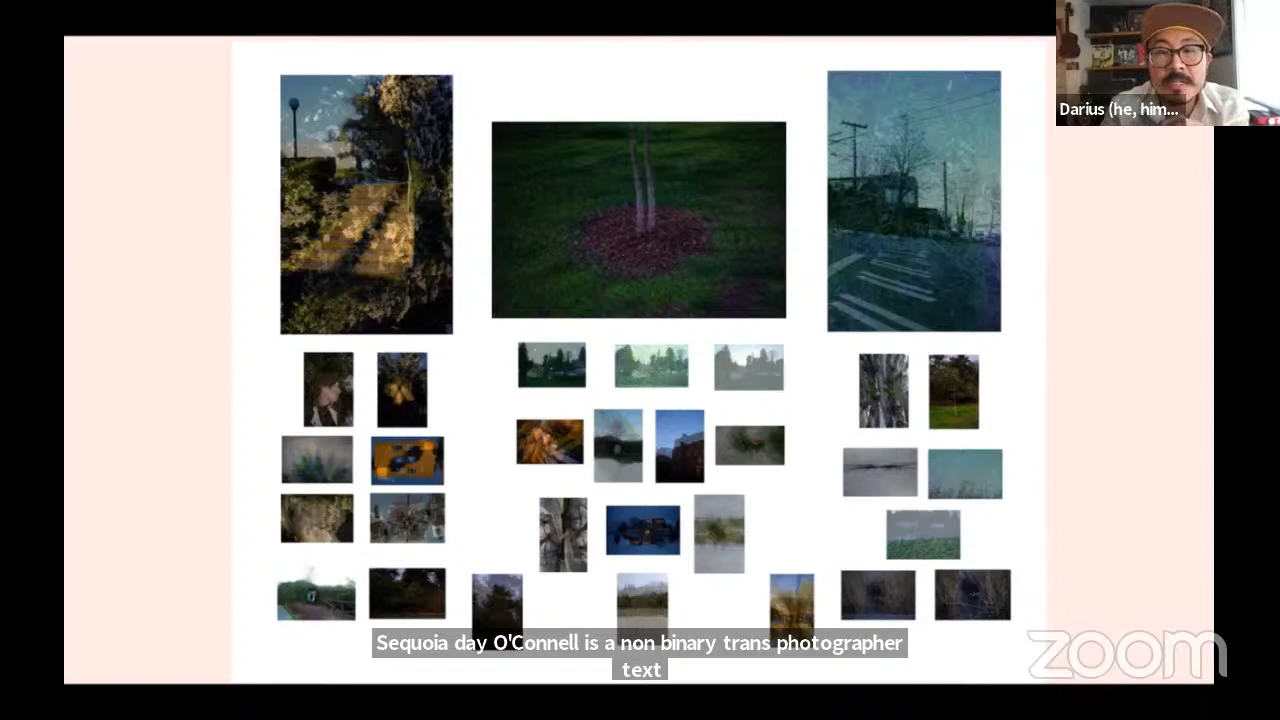 Darius (he, him...
Sequoia day O'Connell is a non binary trans photographer
text
zoom